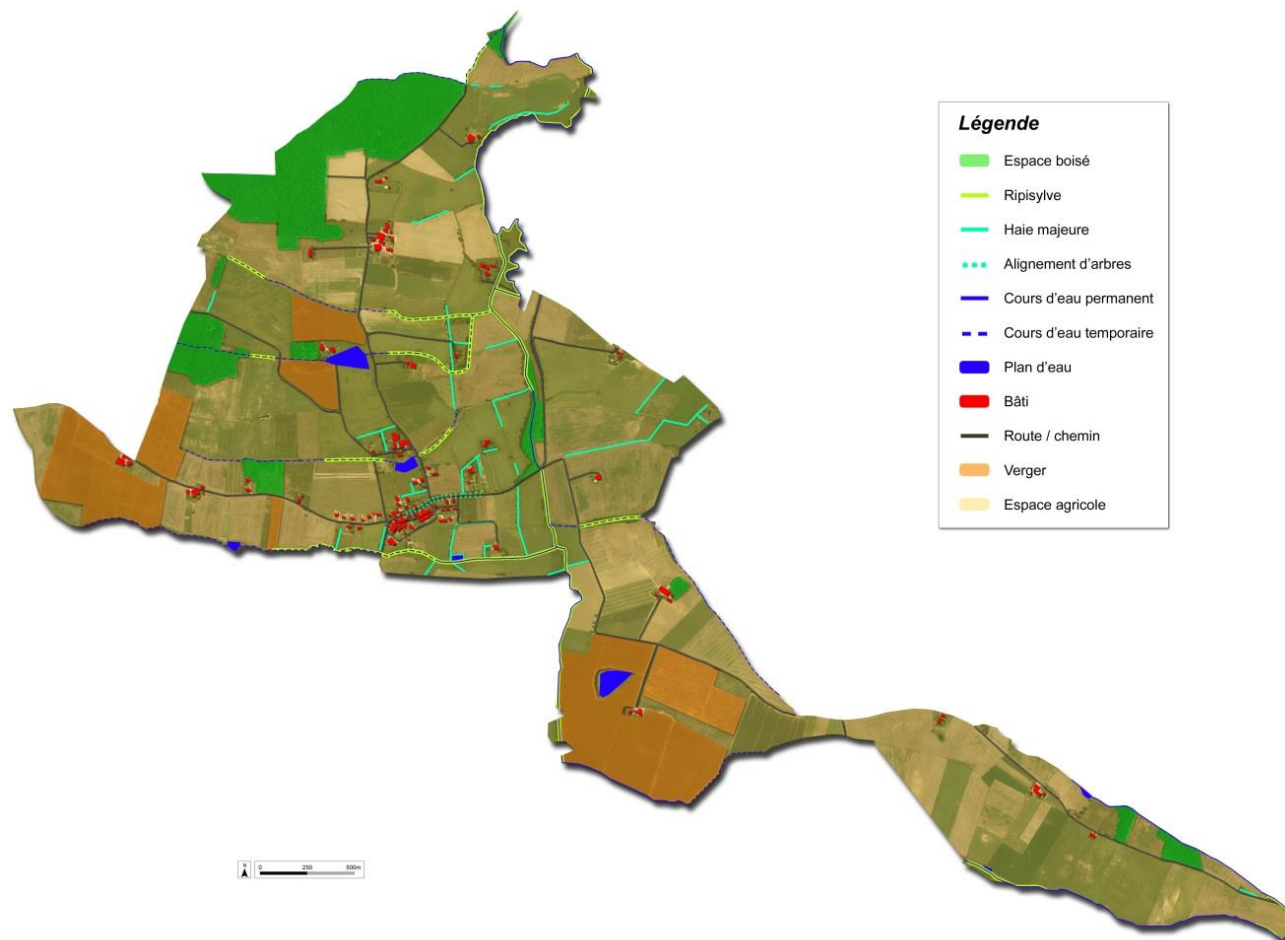 Légende
Espace boisé
Ripisylve
Haie majeure
Alignement d'arbres
Cours d'eau permanent
Cours d'eau temporaire
Plan d'eau
Bâti
Route / chemin
Verger
Espace agricole
N
0 250 500m